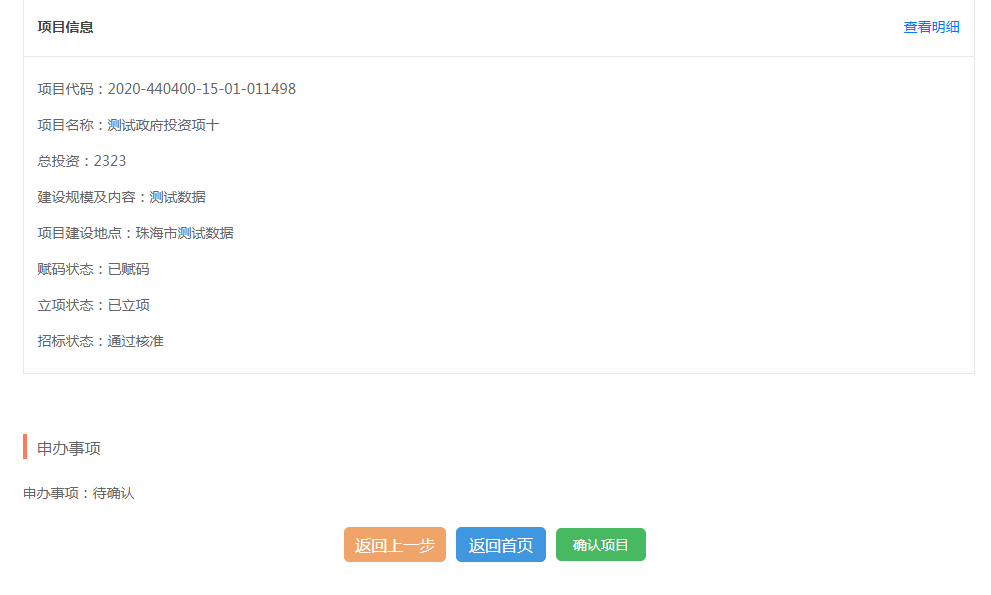 项目信息
查看明细
项目代码：2020-440400-15-01-011498
项目名称：测试政府投资项十
总投资：2323
建设规模及内容：测试数据
项目建设地点：珠海市测试数据
赋码状态：已赋码
立项状态：已立项
招标状态：通过核准
申办事项
申办事项：待确认
返回上一步
返回首页
确认项目